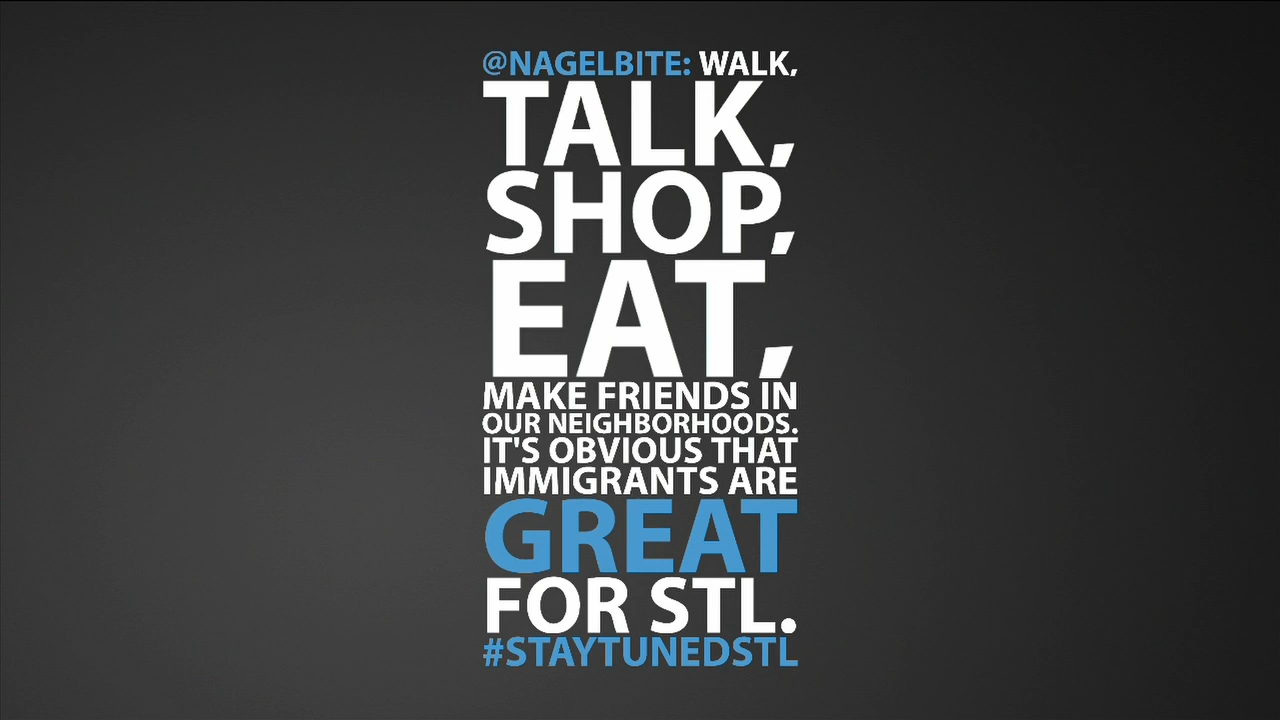 @NAGELBITE: WALK,
TALK,
SHOP,
EAT,
MAKE FRIENDS IN
OUR NEIGHBORHOODS.
IT'S OBVIOUS THAT
IMMIGRANTS ARE
GREAT
FOR STL.
#STAYTUNEDSTL